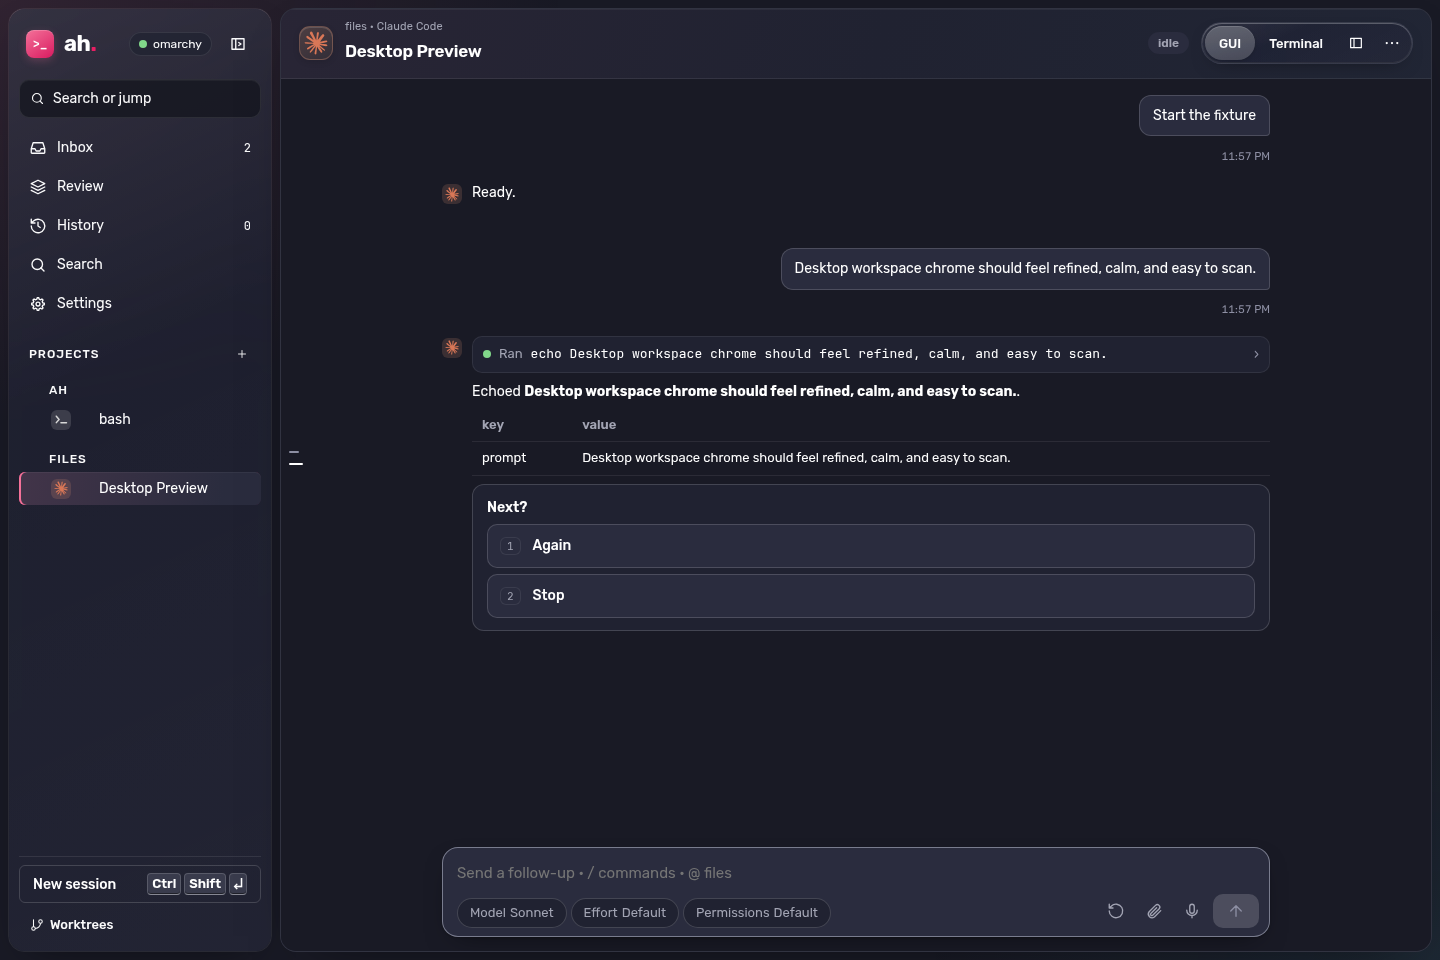 ah.
omarchy
Search or jump
Inbox 2
Review
History 0
Search
Settings
PROJECTS +
AH
bash
FILES
Desktop Preview
New session Ctrl Shift ↵
Worktrees
files • Claude Code
Desktop Preview
idle
GUI
Terminal
Start the fixture
11:57 PM
Ready.
Desktop workspace chrome should feel refined, calm, and easy to scan.
11:57 PM
Ran echo Desktop workspace chrome should feel refined, calm, and easy to scan.
Echoed Desktop workspace chrome should feel refined, calm, and easy to scan..
key value
prompt Desktop workspace chrome should feel refined, calm, and easy to scan.
Next?
1 Again
2 Stop
Send a follow-up • / commands • @ files
Model Sonnet
Effort Default
Permissions Default